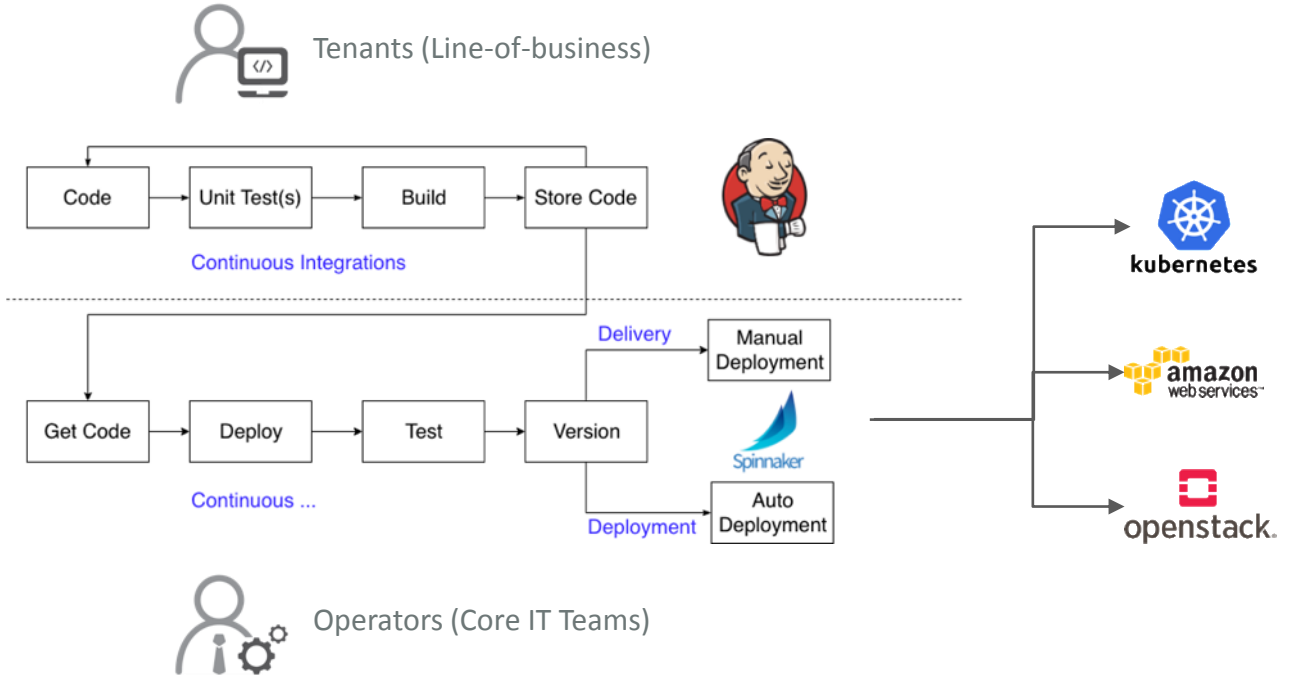 Tenants (Line-of-business)
</>
Code
Unit Test(s)
Build
Store Code
Continuous Integrations
kubernetes
Delivery
Manual
Deployment
amazon
web services™
Get Code
Deploy
Test
Version
Spinnaker
Continuous ...
Auto
Deployment
Deployment
openstack.
Operators (Core IT Teams)